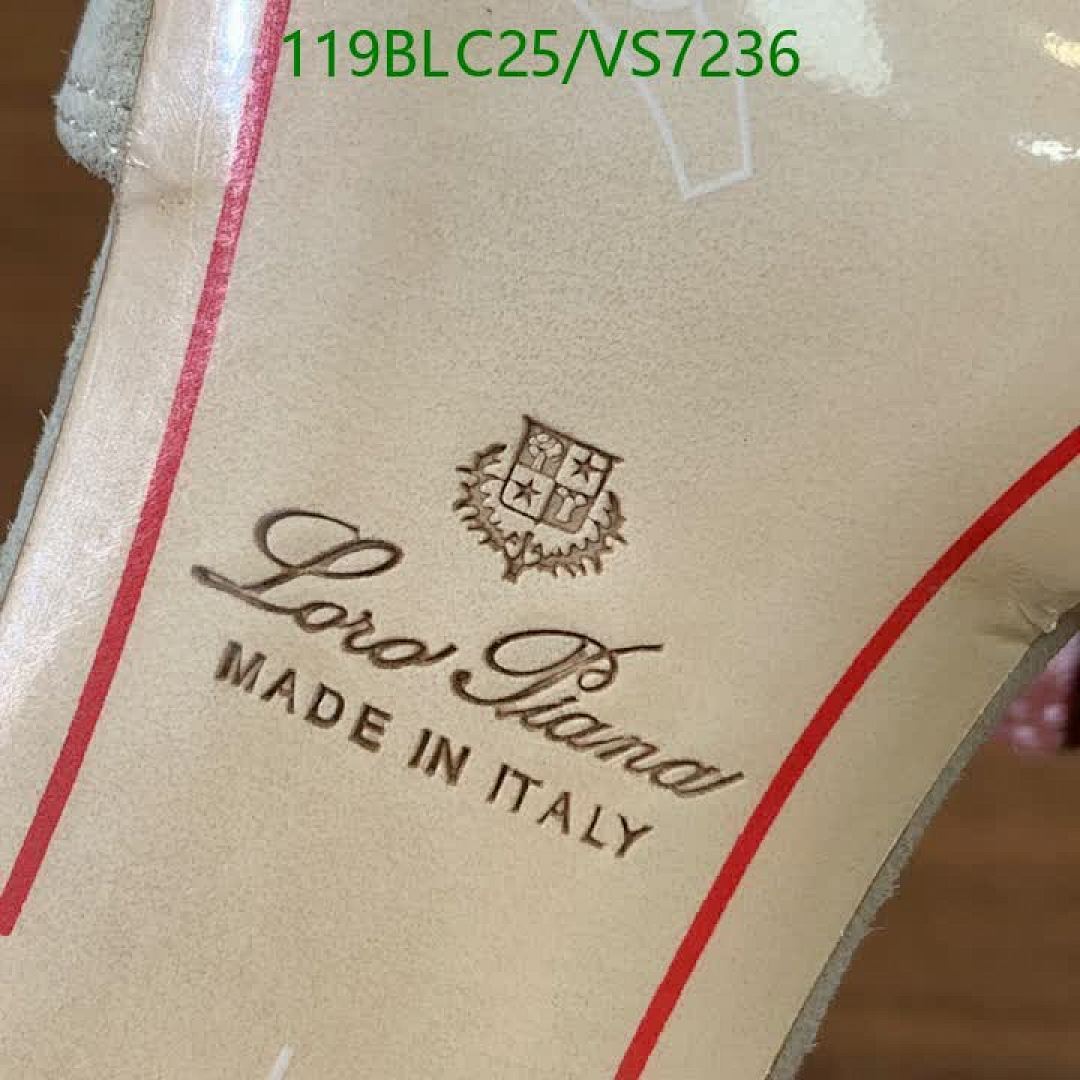 119BLC25/VS7236
Loro Piana
MADE IN ITALY